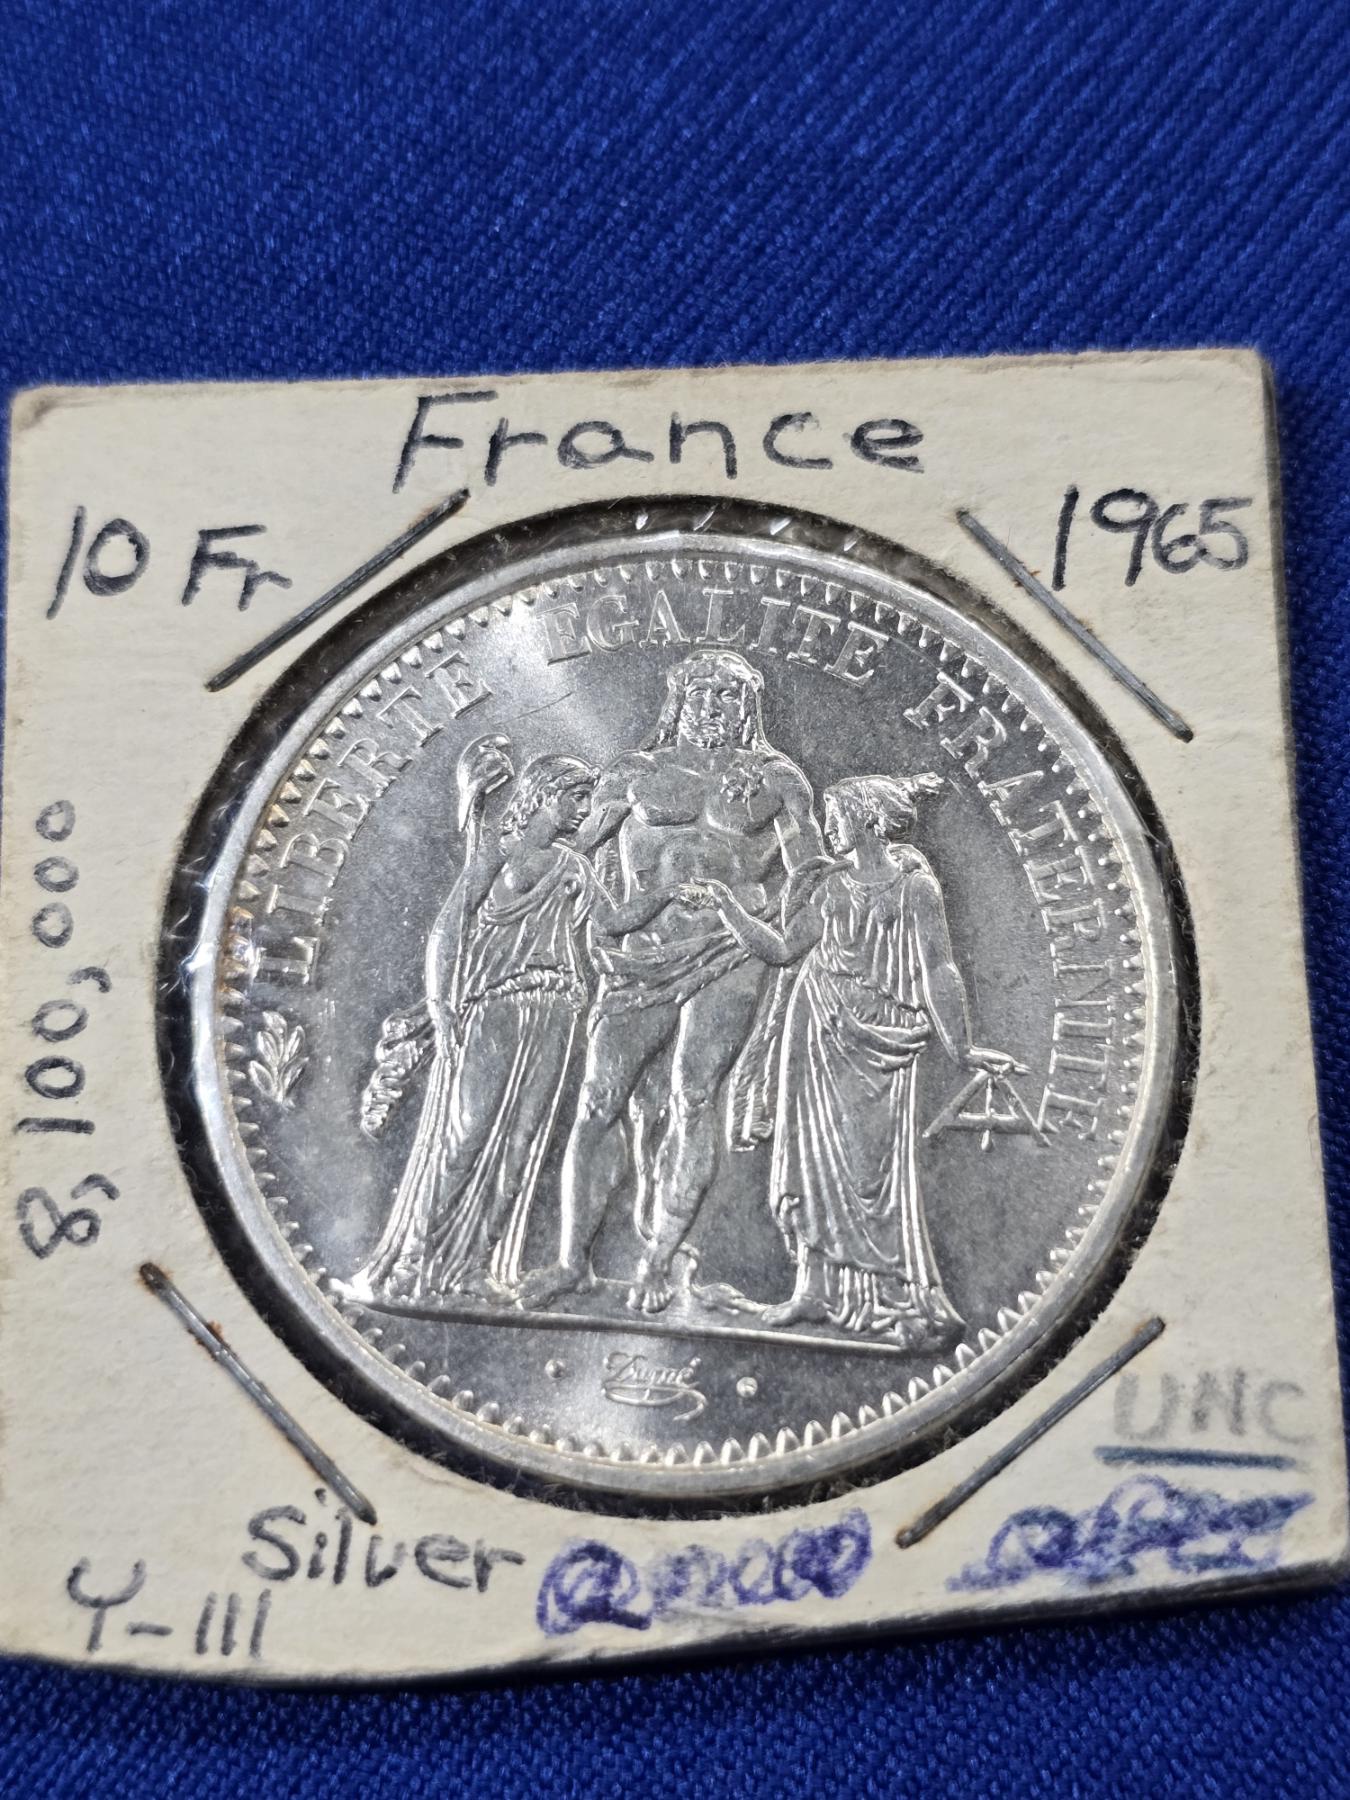 France
10 Fr
1965
8,100,000
LIBERTE EGALITE FRATERNITE
Dupré
UNC
Silver
Y-111